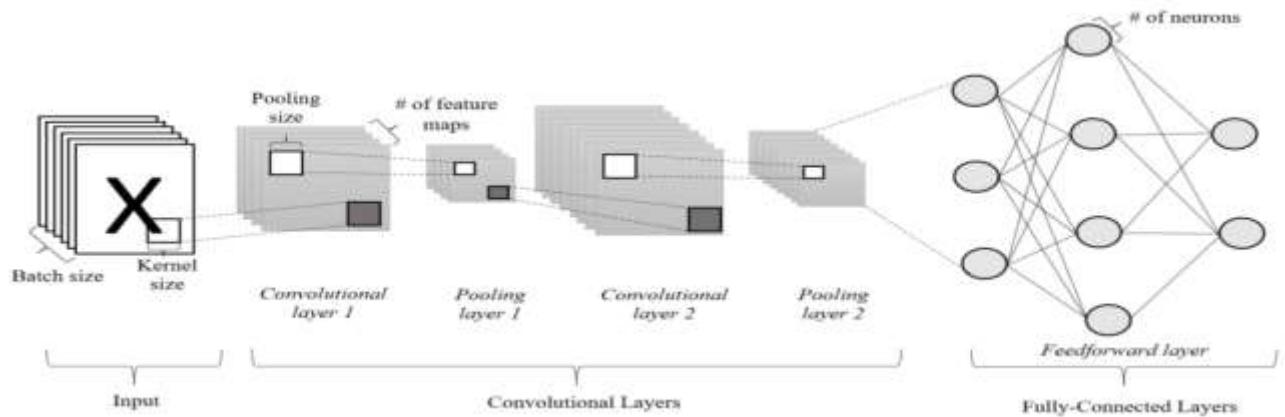 # of neurons
Pooling
size
# of feature
maps
X
Batch size
Kernel
size
Convolutional
layer 1
Pooling
layer 1
Convolutional
layer 2
Pooling
layer 2
Feedforward layer
Input
Convolutional Layers
Fully-Connected Layers